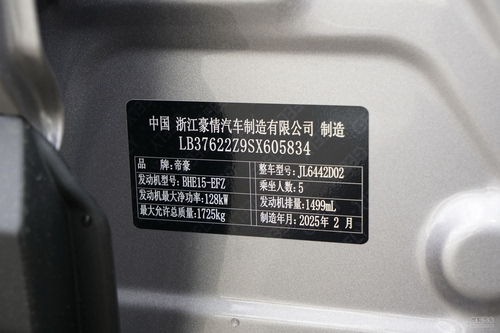 中国 浙江豪情汽车制造有限公司 制造
LB37622Z9SX605834
品牌：帝豪 整车型号：JL6442D02
发动机型号：BHE15-EFZ 乘坐人数：5
发动机最大净功率：128kW 发动机排量：1499mL
最大允许总质量：1725kg 制造年月：2025年 2 月